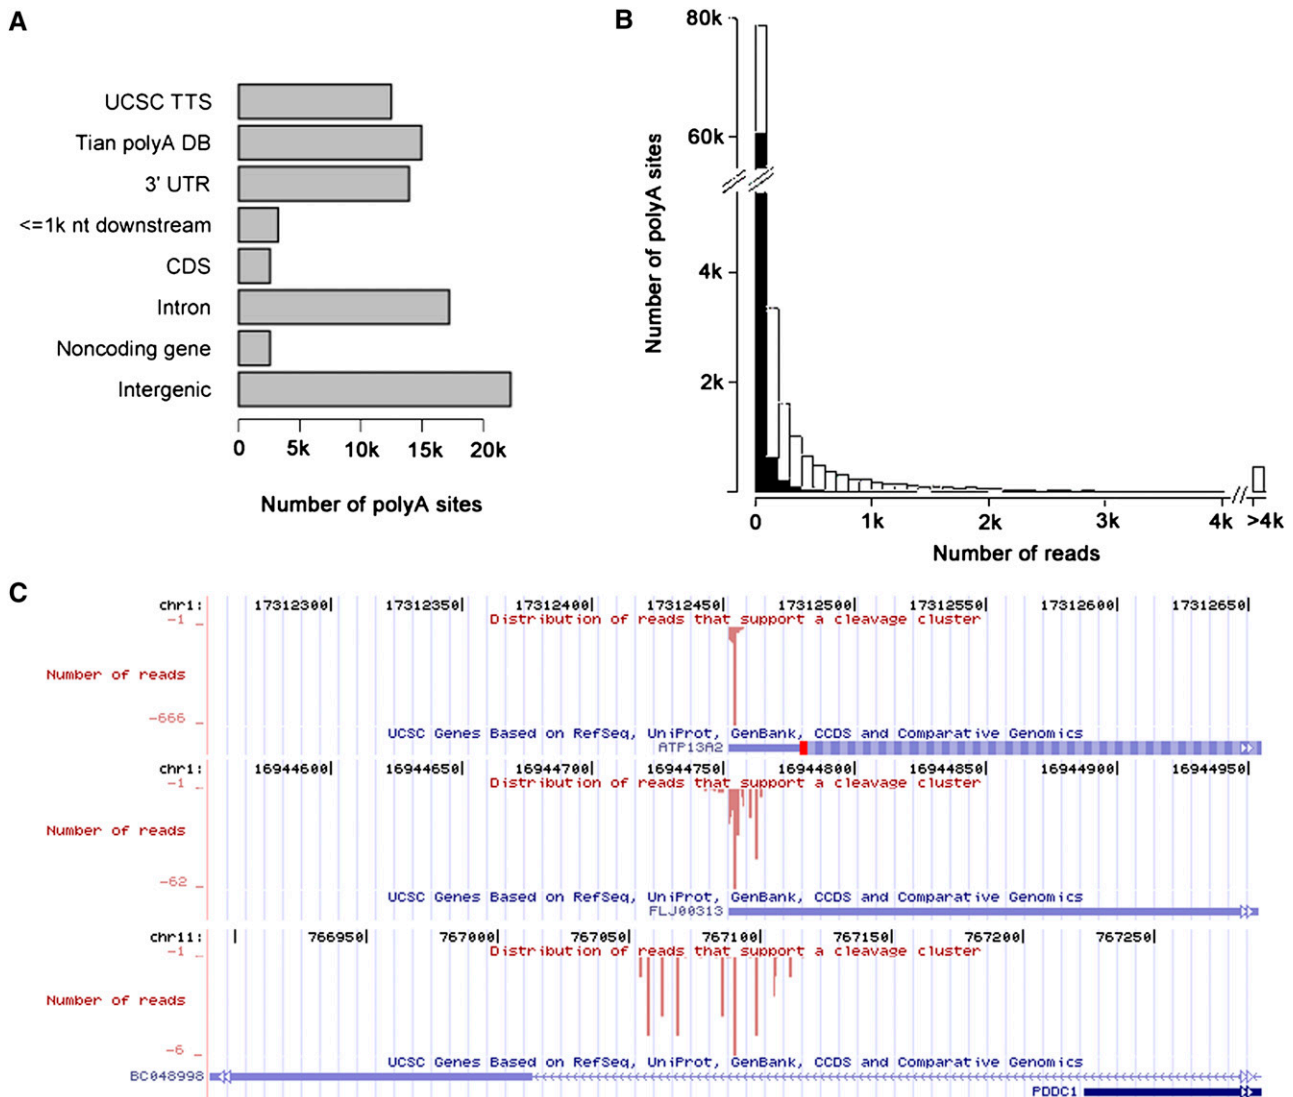 A
UCSC TTS
Tian polyA DB
3' UTR
<=1k nt downstream
CDS
Intron
Noncoding gene
Intergenic
0 5k 10k 15k 20k
Number of polyA sites
B
80k
60k
4k
2k
Number of polyA sites
0 1k 2k 3k 4k >4k
Number of reads
C
chr1: 17312300| 17312350| 17312400| 17312450| 17312500| 17312550| 17312600| 17312650|
Distribution of reads that support a cleavage cluster
-1 _
Number of reads
-666 _
UCSC Genes Based on RefSeq, UniProt, GenBank, CCDS and Comparative Genomics
ATP13A2
chr1: 16944600| 16944650| 16944700| 16944750| 16944800| 16944850| 16944900| 16944950|
Distribution of reads that support a cleavage cluster
-1 _
Number of reads
-62 _
UCSC Genes Based on RefSeq, UniProt, GenBank, CCDS and Comparative Genomics
FLJ00313
chr11: | 766950| 767000| 767050| 767100| 767150| 767200| 767250|
Distribution of reads that support a cleavage cluster
-1 _
Number of reads
-6 _
UCSC Genes Based on RefSeq, UniProt, GenBank, CCDS and Comparative Genomics
BC048998
PDDC1